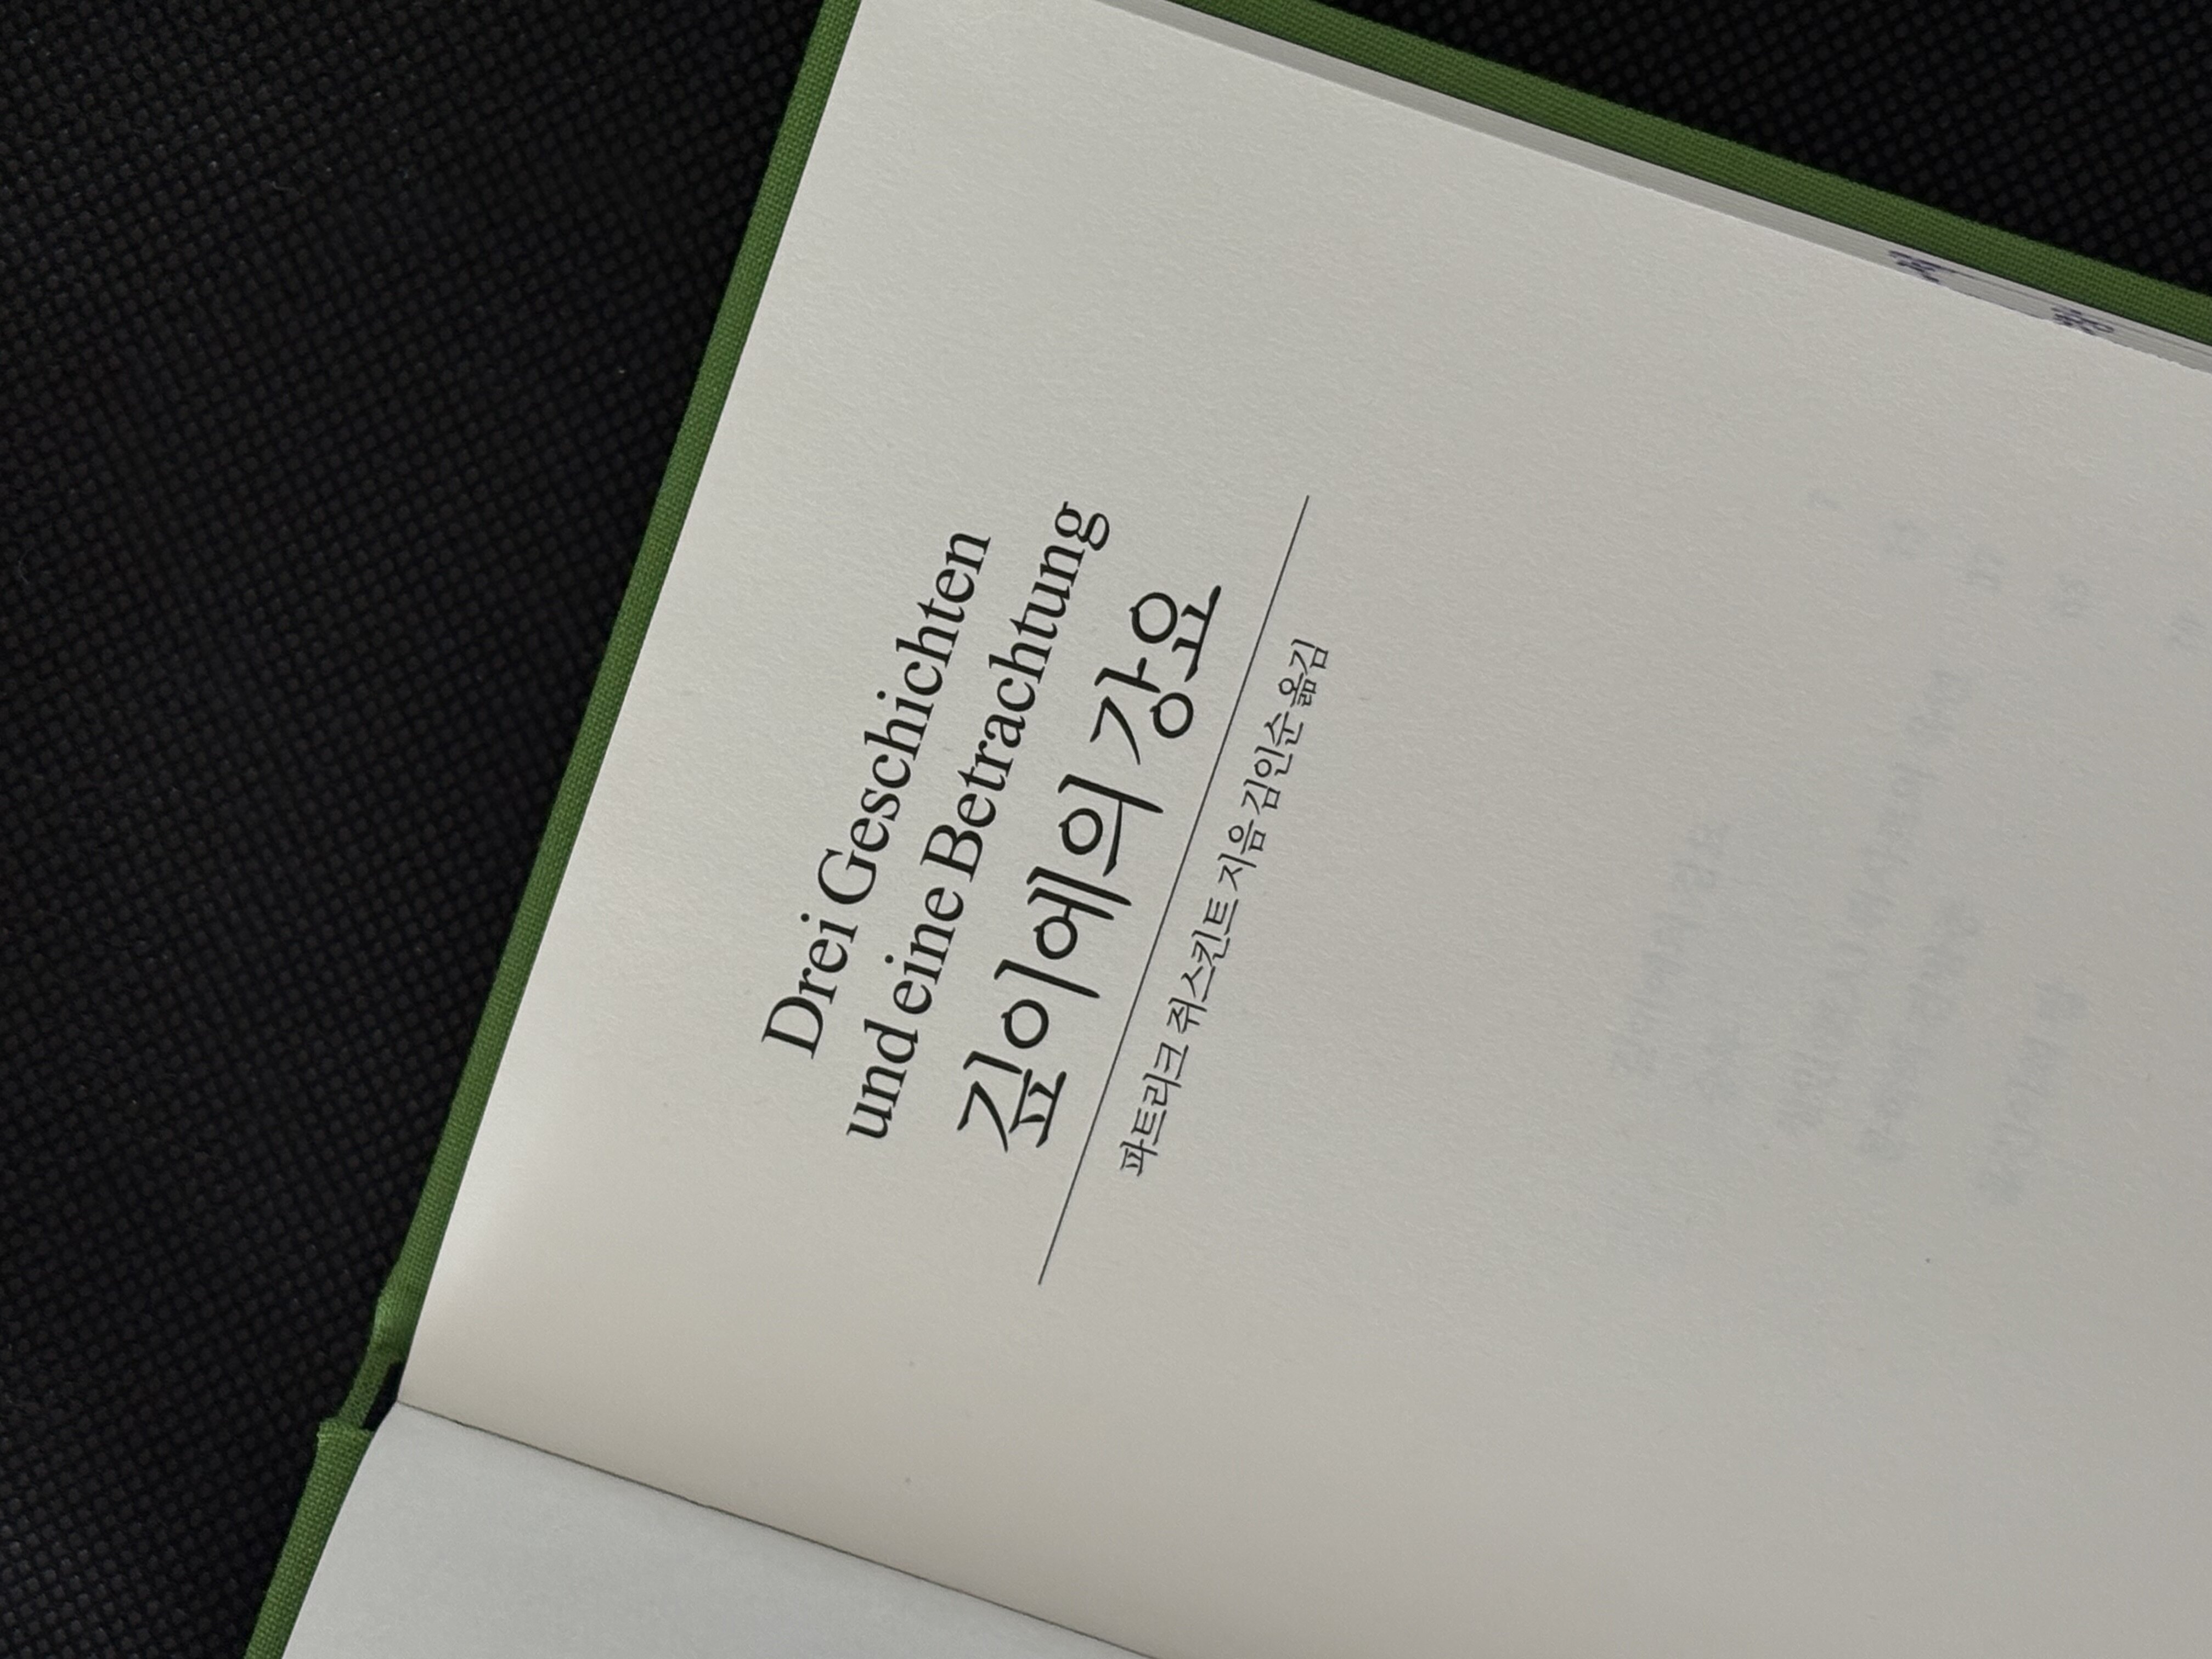 Drei Geschichten
und eine Betrachtung
깊이에의 강요
파트리크 쥐스킨트 지음 김인순 옮김